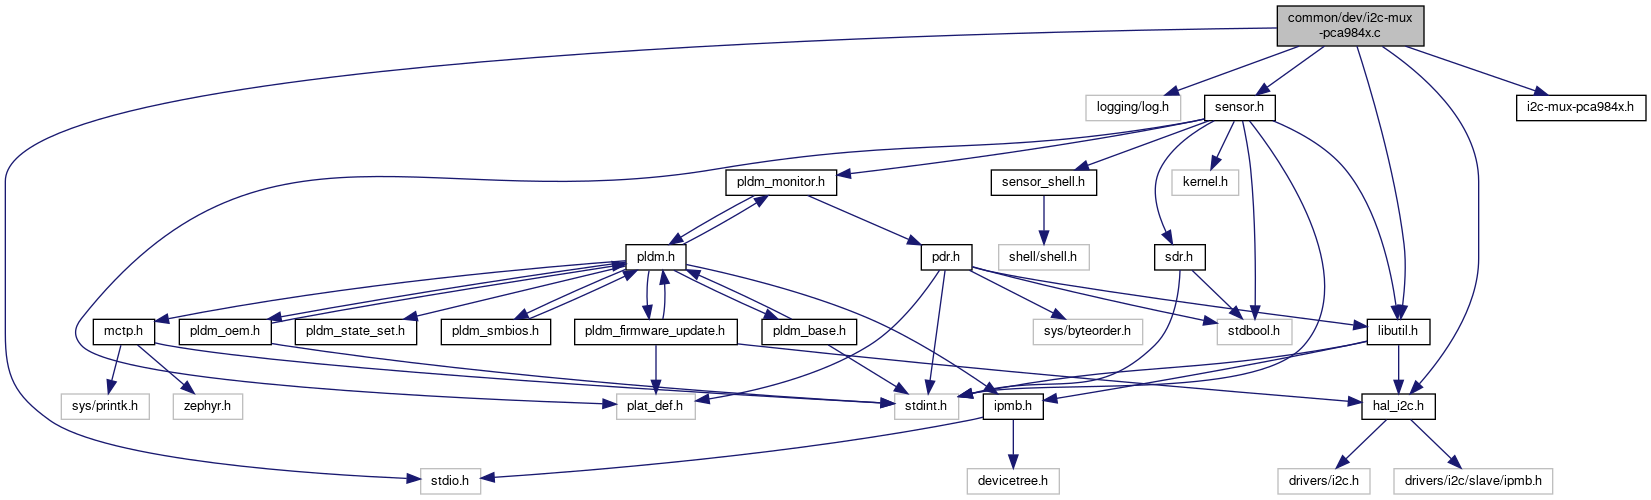 common/dev/i2c-mux
-pca984x.c
logging/log.h
sensor.h
i2c-mux-pca984x.h
pldm_monitor.h
sensor_shell.h
kernel.h
pldm.h
pdr.h
shell/shell.h
sdr.h
mctp.h
pldm_oem.h
pldm_state_set.h
pldm_smbios.h
pldm_firmware_update.h
pldm_base.h
sys/byteorder.h
stdbool.h
libutil.h
sys/printk.h
zephyr.h
plat_def.h
stdint.h
ipmb.h
hal_i2c.h
stdio.h
devicetree.h
drivers/i2c.h
drivers/i2c/slave/ipmb.h